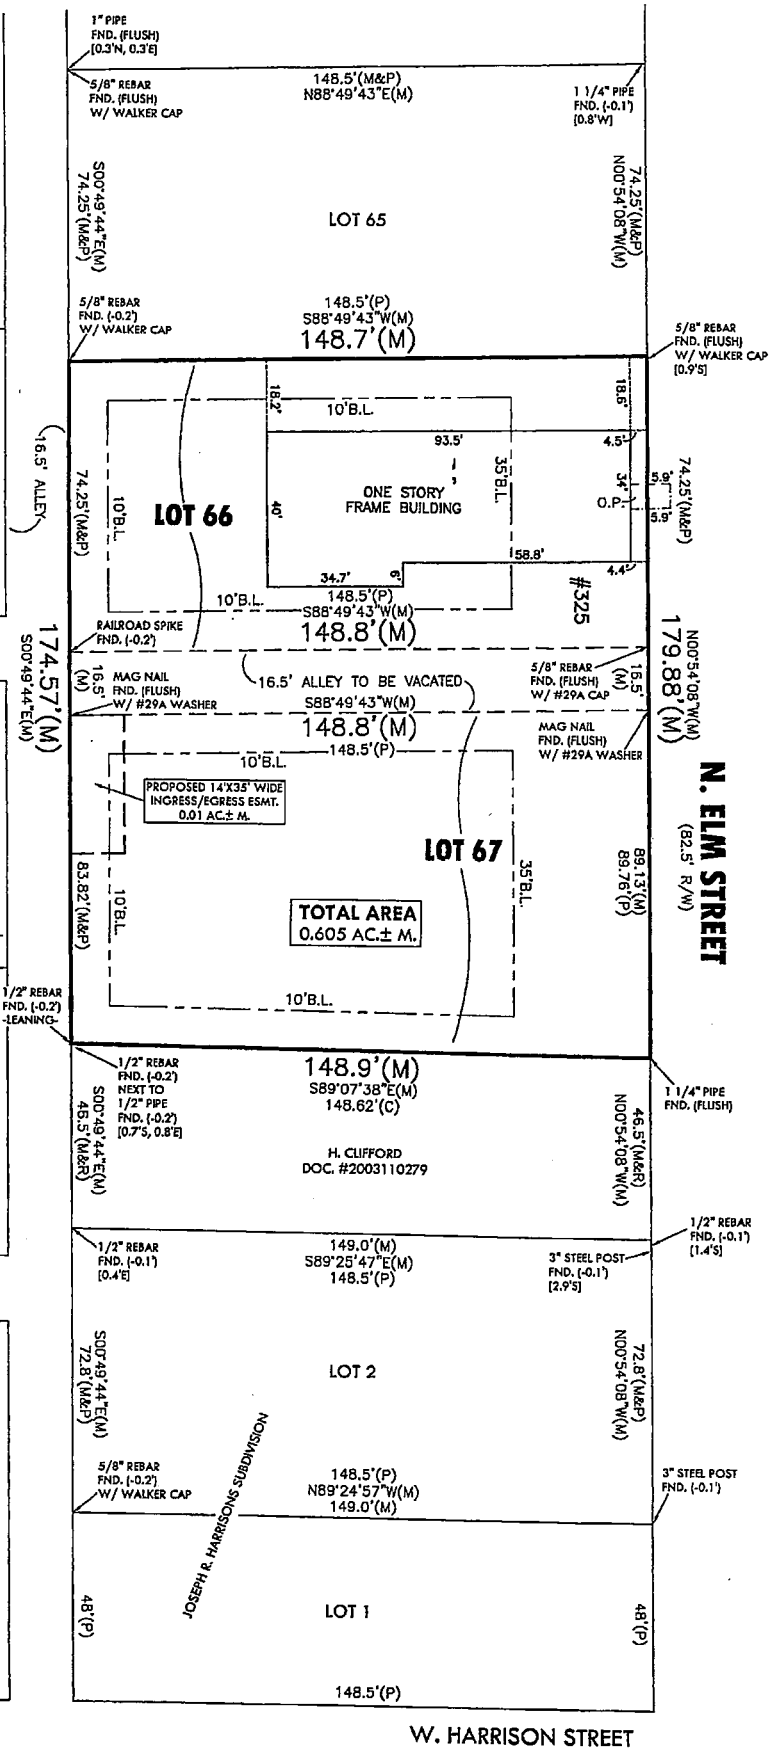 1" PIPE
FND. (FLUSH)
[0.3'N, 0.3'E]
5/8" REBAR
FND. (FLUSH)
W/ WALKER CAP
148.5'(M&P)
N88°49'43"E(M)
1 1/4" PIPE
FND. (-0.1')
[0.8'W]
S00°49'44"E(M)
74.25'(M&P)
LOT 65
74.25'(M&P)
N00°54'08"W(M)
5/8" REBAR
FND. (-0.2')
W/ WALKER CAP
148.5'(P)
S88°49'43"W(M)
148.7'(M)
5/8" REBAR
FND. (FLUSH)
W/ WALKER CAP
[0.9'S]
18.2'
10'B.L.
18.6'
93.5'
4.5'
16.5' ALLEY
74.25'(M&P)
10'B.L.
LOT 66
40'
ONE STORY
FRAME BUILDING
35'B.L.
34'
O.P.
5.9'
5.9'
74.25'(M&P)
58.8'
4.4'
34.7'
6'
#325
10'B.L.
148.5'(P)
S88°49'43"W(M)
148.8'(M)
RAILROAD SPIKE
FND. (-0.2')
174.57'(M)
S00°49'44"E(M)
16.5'
(M)
MAG NAIL
FND. (FLUSH)
W/ #29A WASHER
16.5' ALLEY TO BE VACATED
5/8" REBAR
FND. (FLUSH)
W/ #29A CAP
16.5'
(M)
N00°54'08"W(M)
179.88'(M)
S88°49'43"W(M)
148.8'(M)
148.5'(P)
MAG NAIL
FND. (FLUSH)
W/ #29A WASHER
10'B.L.
PROPOSED 14'X35' WIDE
INGRESS/EGRESS ESMT.
0.01 AC.± M.
N. ELM STREET
(82.5' R/W)
LOT 67
83.82'(M&P)
10'B.L.
35'B.L.
89.13'(M)
89.76'(P)
TOTAL AREA
0.605 AC.± M.
10'B.L.
1/2" REBAR
FND. (-0.2')
-LEANING-
1/2" REBAR
FND. (-0.2')
NEXT TO
1/2" PIPE
FND. (-0.2')
[0.7'S, 0.8'E]
148.9'(M)
S89°07'38"E(M)
148.62'(C)
1 1/4" PIPE
FND. (FLUSH)
S00°49'44"E(M)
46.5'(M&R)
H. CLIFFORD
DOC. #2003110279
46.5'(M&R)
N00°54'08"W(M)
1/2" REBAR
FND. (-0.1')
[0.4'E]
149.0'(M)
S89°25'47"E(M)
148.5'(P)
3" STEEL POST
FND. (-0.1')
[2.9'S]
1/2" REBAR
FND. (-0.1')
[1.4'S]
S00°49'44"E(M)
72.8'(M&P)
LOT 2
72.8'(M&P)
N00°54'08"W(M)
5/8" REBAR
FND. (-0.2')
W/ WALKER CAP
JOSEPH R. HARRISONS SUBDIVISION
148.5'(P)
N89°24'57"W(M)
149.0'(M)
3" STEEL POST
FND. (-0.1')
48'(P)
LOT 1
48'(P)
148.5'(P)
W. HARRISON STREET